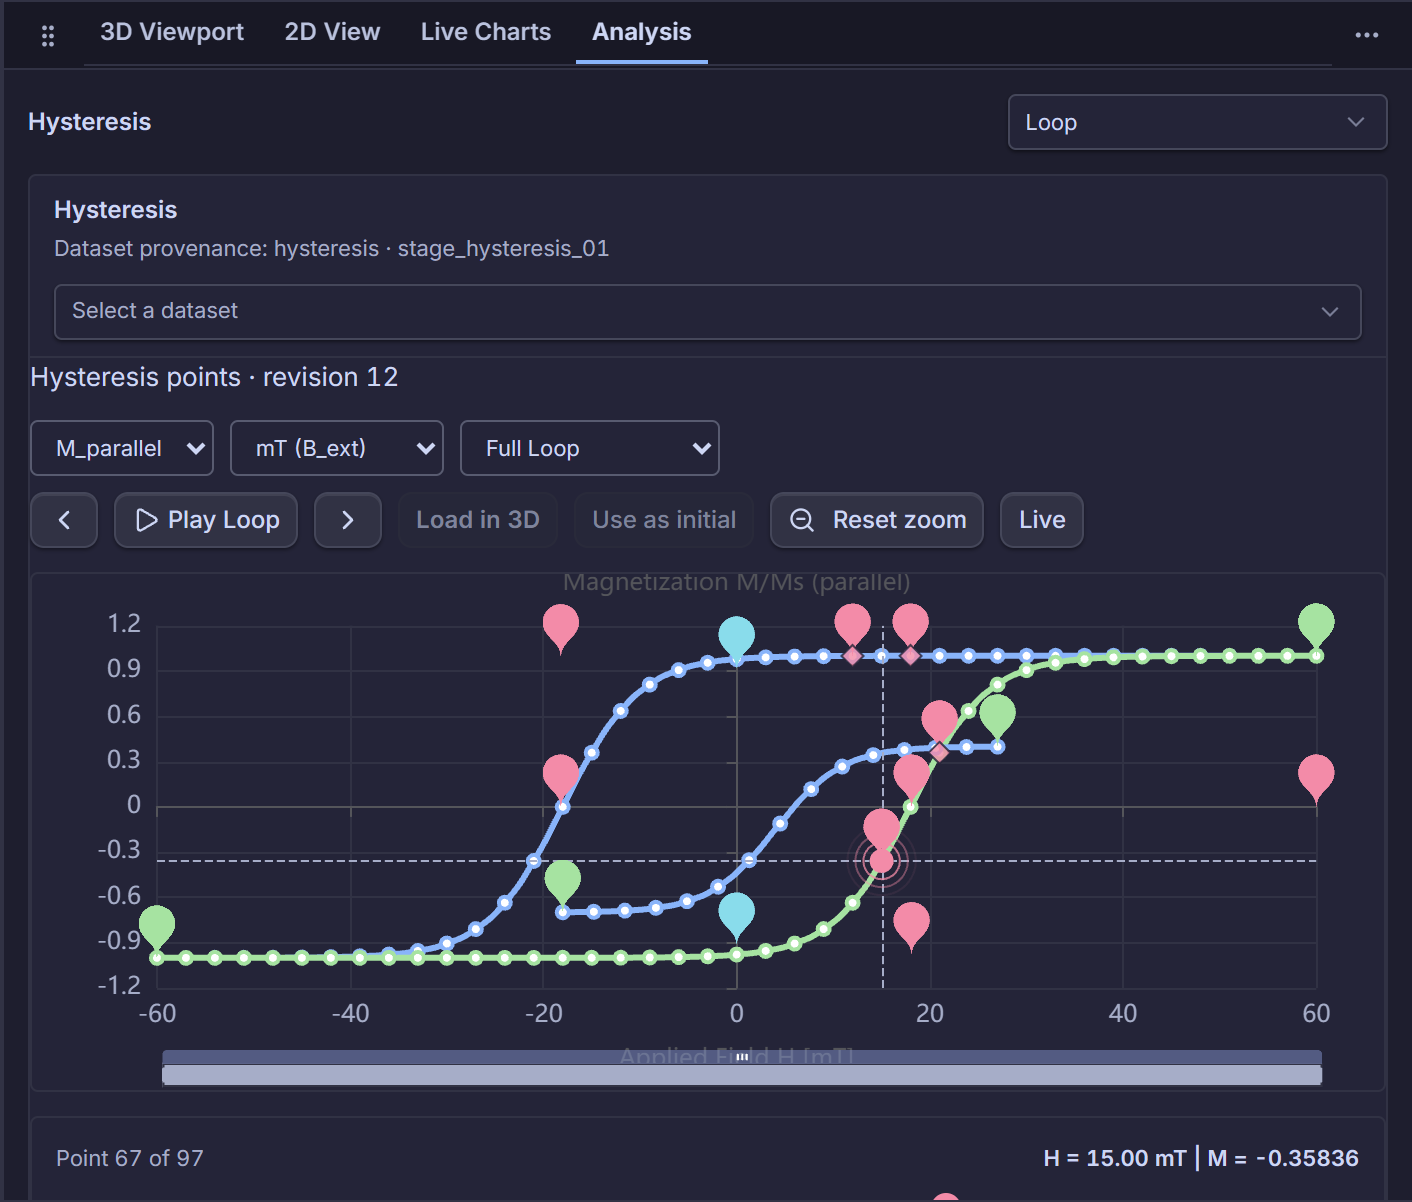 3D Viewport 2D View Live Charts Analysis
Hysteresis Loop
Hysteresis
Dataset provenance: hysteresis · stage_hysteresis_01
Select a dataset
Hysteresis points · revision 12
M_parallel mT (B_ext) Full Loop
Play Loop Load in 3D Use as initial Reset zoom Live
Magnetization M/Ms (parallel)
1.2
0.9
0.6
0.3
0
-0.3
-0.6
-0.9
-1.2
-60 -40 -20 0 20 40 60
Applied Field H [mT]
Point 67 of 97 H = 15.00 mT | M = -0.35836